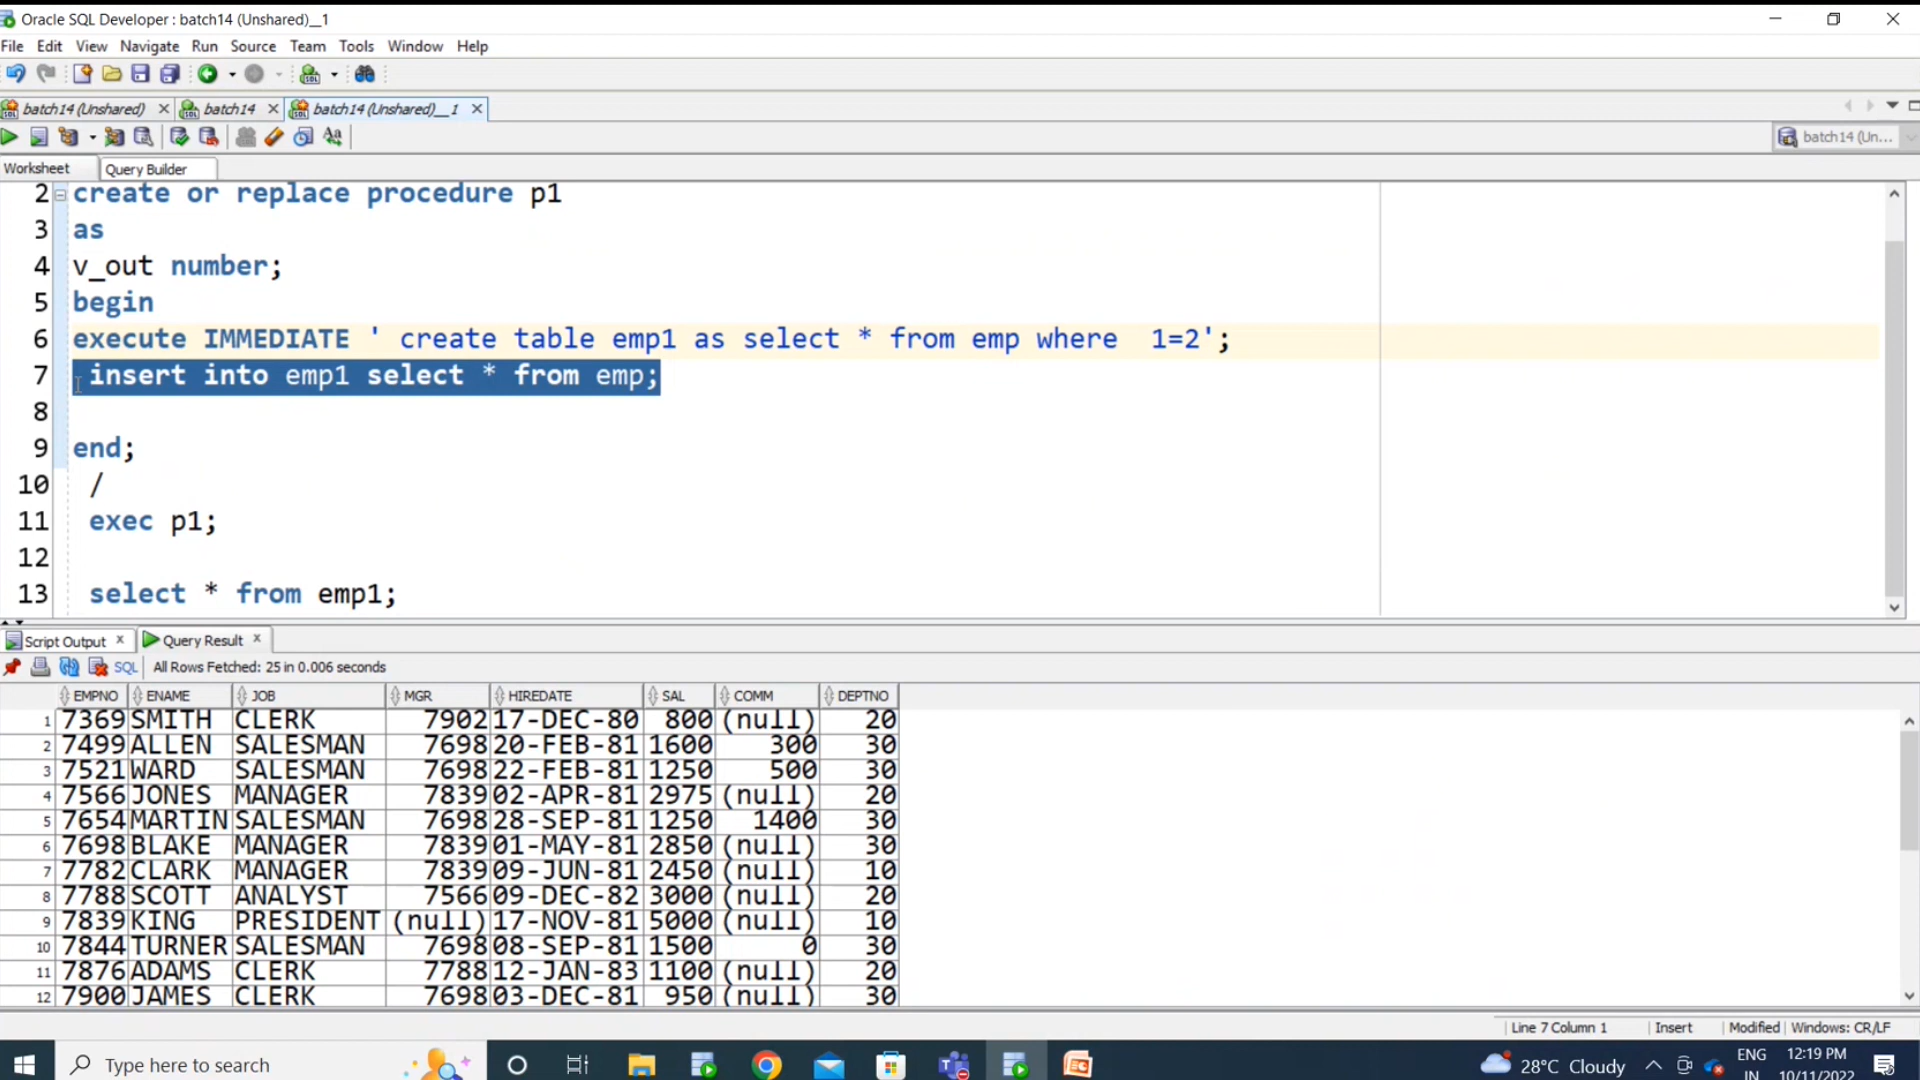 Oracle SQL Developer : batch14 (Unshared)__1
File Edit View Navigate Run Source Team Tools Window Help
batch14 (Unshared) batch14 batch14 (Unshared)__1
batch14 (Un...
Worksheet Query Builder
2 create or replace procedure p1
3 as
4 v_out number;
5 begin
6 execute IMMEDIATE ' create table emp1 as select * from emp where  1=2';
7 insert into emp1 select * from emp;
8
9 end;
10 /
11 exec p1;
12
13 select * from emp1;
Script Output Query Result
SQL All Rows Fetched: 25 in 0.006 seconds
EMPNO ENAME JOB MGR HIREDATE SAL COMM DEPTNO
1 7369 SMITH CLERK 7902 17-DEC-80 800 (null) 20
2 7499 ALLEN SALESMAN 7698 20-FEB-81 1600 300 30
3 7521 WARD SALESMAN 7698 22-FEB-81 1250 500 30
4 7566 JONES MANAGER 7839 02-APR-81 2975 (null) 20
5 7654 MARTIN SALESMAN 7698 28-SEP-81 1250 1400 30
6 7698 BLAKE MANAGER 7839 01-MAY-81 2850 (null) 30
7 7782 CLARK MANAGER 7839 09-JUN-81 2450 (null) 10
8 7788 SCOTT ANALYST 7566 09-DEC-82 3000 (null) 20
9 7839 KING PRESIDENT (null) 17-NOV-81 5000 (null) 10
10 7844 TURNER SALESMAN 7698 08-SEP-81 1500 0 30
11 7876 ADAMS CLERK 7788 12-JAN-83 1100 (null) 20
12 7900 JAMES CLERK 7698 03-DEC-81 950 (null) 30
Line 7 Column 1 Insert Modified Windows: CR/LF
Type here to search 28°C Cloudy ENG 12:19 PM
IN 10/11/2022